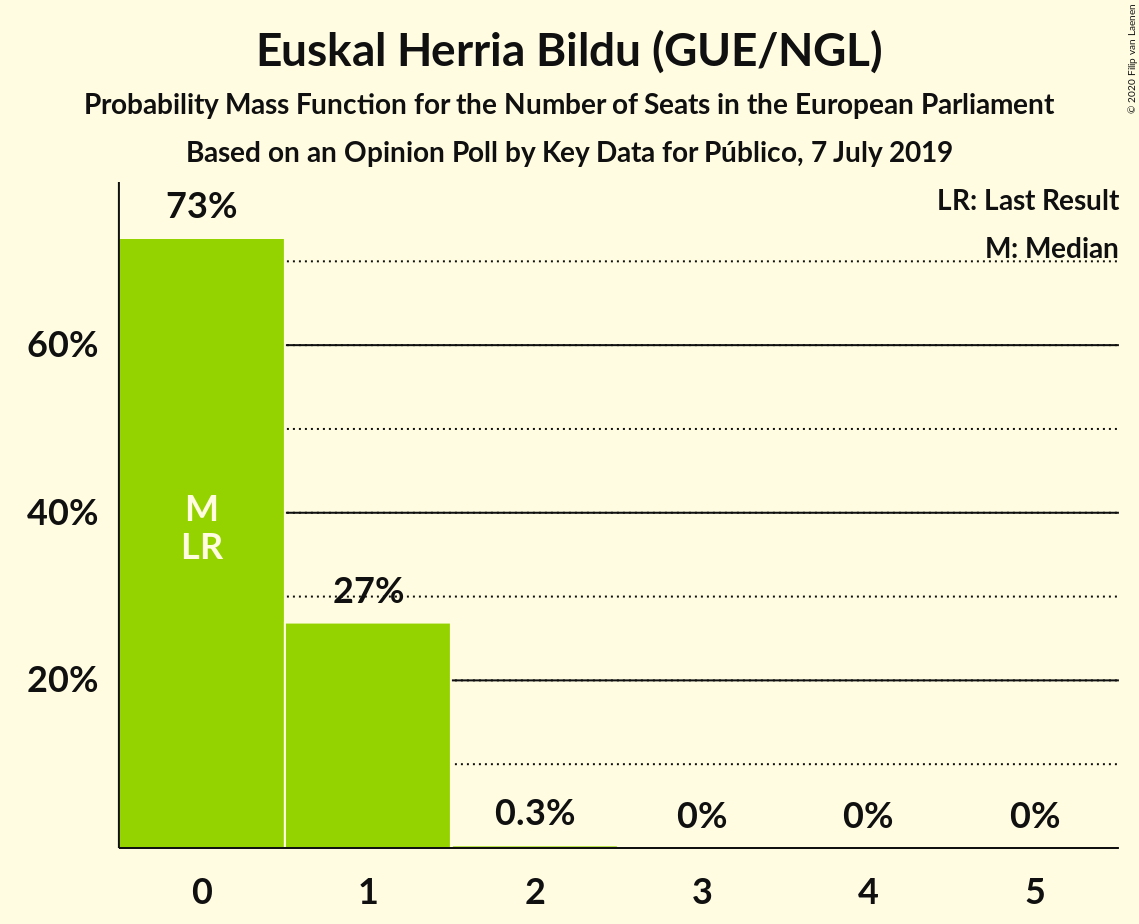 Euskal Herria Bildu (GUE/NGL)
Probability Mass Function for the Number of Seats in the European Parliament
Based on an Opinion Poll by Key Data for Público, 7 July 2019
© 2020 Filip van Laenen
LR: Last Result
M: Median
73%
60%
40%
20%
M
LR
27%
0.3%
0%
0%
0%
0
1
2
3
4
5